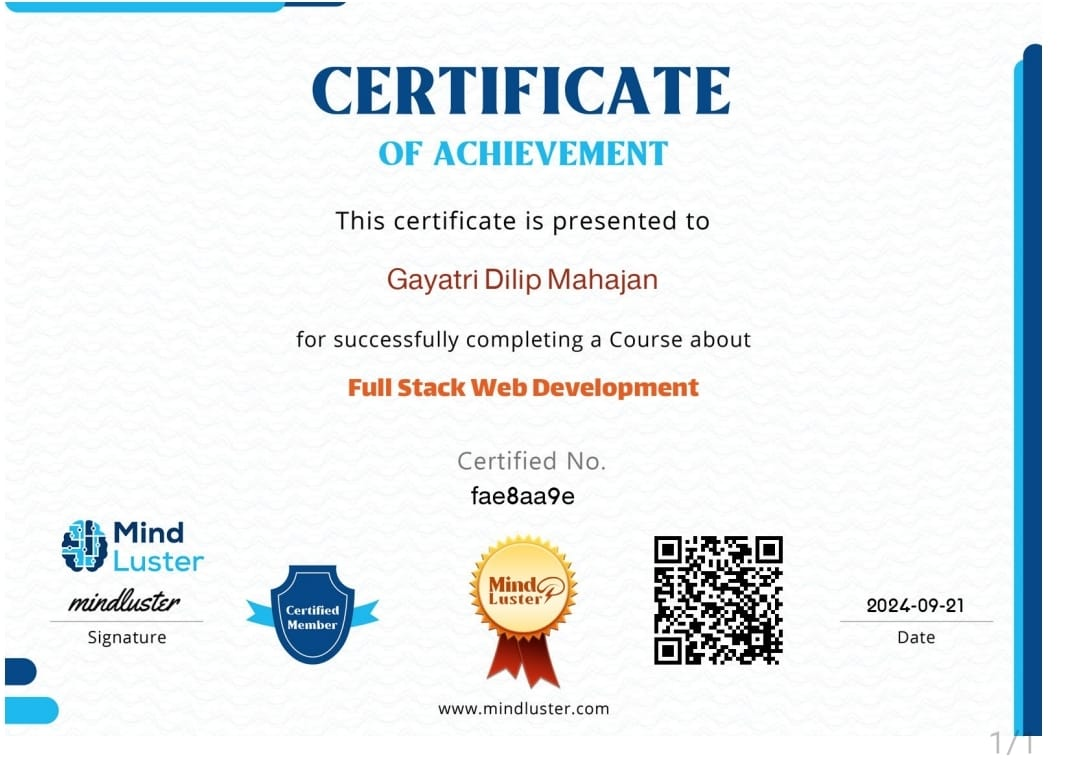 CERTIFICATE
OF ACHIEVEMENT
This certificate is presented to
Gayatri Dilip Mahajan
for successfully completing a Course about
Full Stack Web Development
Certified No.
fae8aa9e
Mind
Luster
mindluster
Signature
Certified
Member
Mind
Luster
2024-09-21
Date
www.mindluster.com
1/1